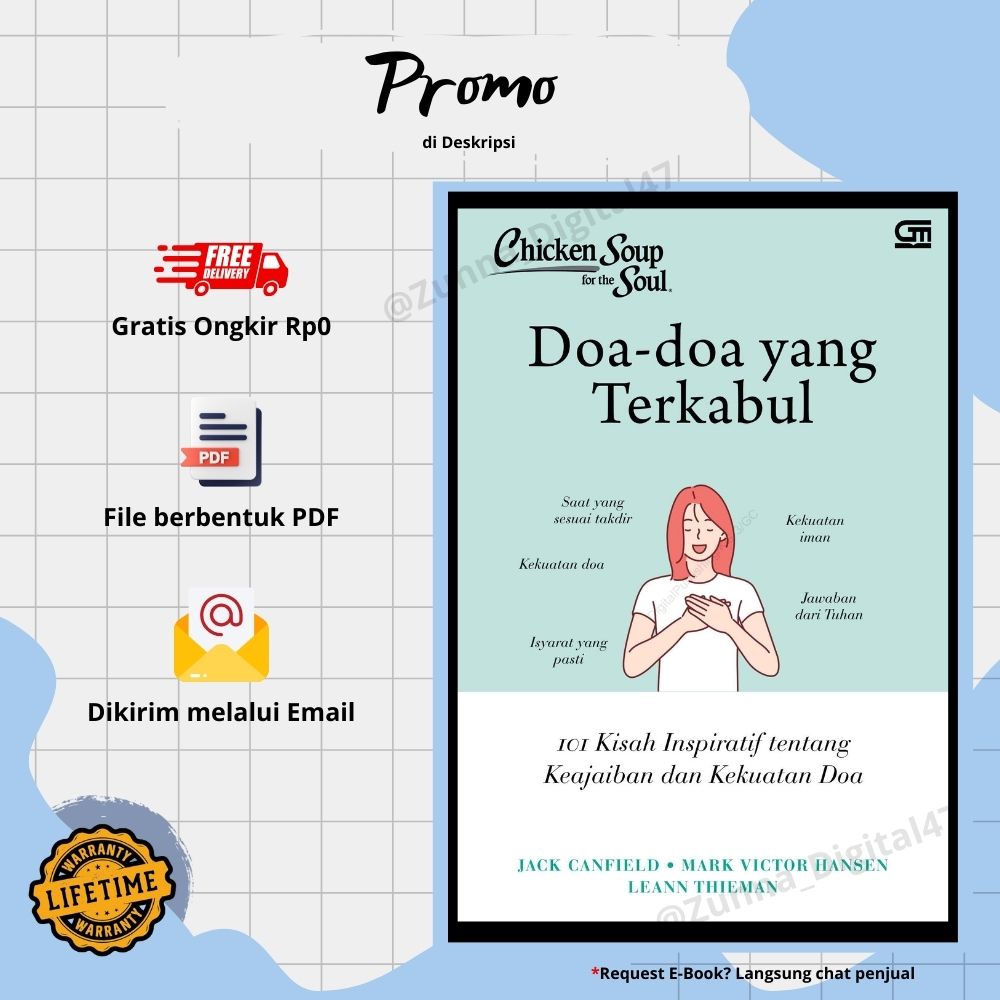 Promo
di Deskripsi
@Zunna_Digital47
FREE
DELIVERY
Gratis Ongkir Rp0
PDF
File berbentuk PDF
@
Dikirim melalui Email
WARRANTY
LIFETIME
WARRANTY
Chicken Soup
for the
Soul
GM
Doa-doa yang
Terkabul
Saat yang
sesuai takdir
Kekuatan
iman
Kekuatan doa
Jawaban
dari Tuhan
Isyarat yang
pasti
101 Kisah Inspiratif tentang
Keajaiban dan Kekuatan Doa
JACK CANFIELD • MARK VICTOR HANSEN
LEANN THIEMAN
@Zunna_Digital47
*Request E-Book? Langsung chat penjual